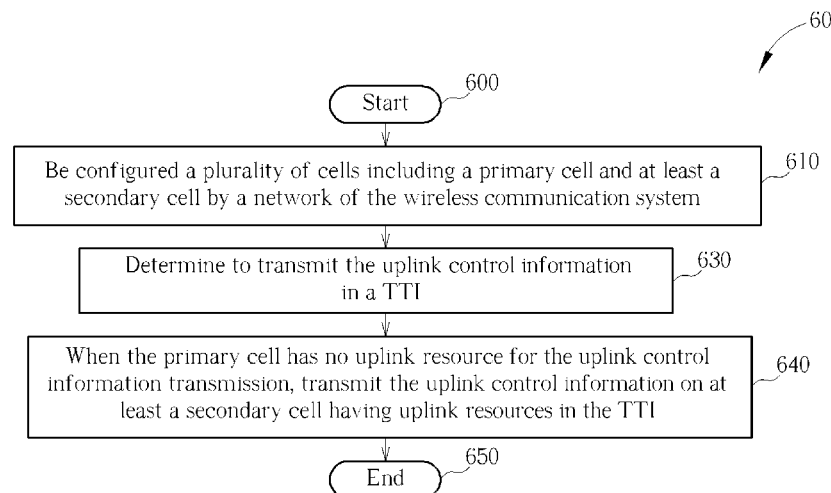 60
600
Start
Be configured a plurality of cells including a primary cell and at least a
secondary cell by a network of the wireless communication system
610
Determine to transmit the uplink control information
in a TTI
630
When the primary cell has no uplink resource for the uplink control
information transmission, transmit the uplink control information on at
least a secondary cell having uplink resources in the TTI
640
End
650